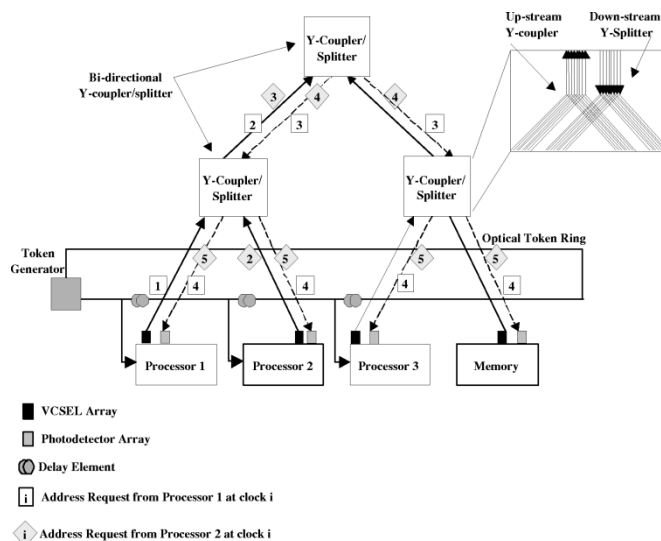 Y-Coupler/
Splitter
Up-stream
Y-coupler
Down-stream
Y-Splitter
Bi-directional
Y-coupler/splitter
3
4
4
2
3
3
Y-Coupler/
Splitter
Y-Coupler/
Splitter
Token
Generator
Optical Token Ring
5
2
5
5
5
1
4
4
4
4
Processor 1
Processor 2
Processor 3
Memory
VCSEL Array
Photodetector Array
Delay Element
i Address Request from Processor 1 at clock i
i Address Request from Processor 2 at clock i